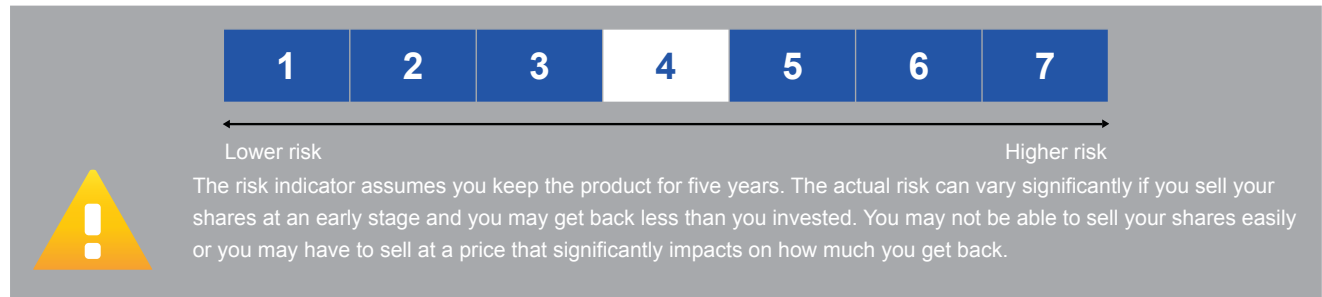 1 2 3 4 5 6 7
Lower risk Higher risk
The risk indicator assumes you keep the product for five years. The actual risk can vary significantly if you sell your
shares at an early stage and you may get back less than you invested. You may not be able to sell your shares easily
or you may have to sell at a price that significantly impacts on how much you get back.